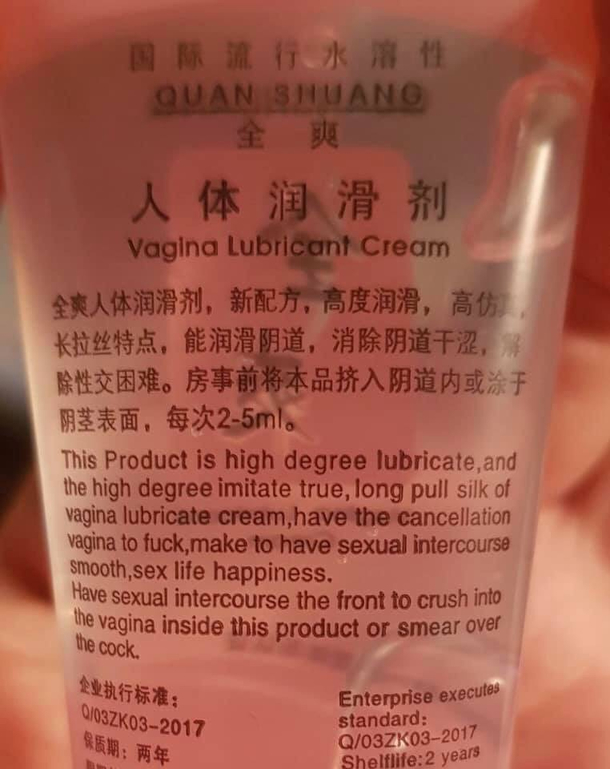 国际流行水溶性
QUAN SHUANG
全爽
人体润滑剂
Vagina Lubricant Cream
全爽人体润滑剂，新配方，高度润滑，高仿真，
长拉丝特点，能润滑阴道，消除阴道干涩，解
除性交困难。房事前将本品挤入阴道内或涂于
阴茎表面，每次2-5ml。
This Product is high degree lubricate,and
the high degree imitate true,long pull silk of
vagina lubricate cream,have the cancellation
vagina to fuck,make to have sexual intercourse
smooth,sex life happiness.
Have sexual intercourse the front to crush into
the vagina inside this product or smear over
the cock.
企业执行标准：
Q/03ZK03-2017
保质期：两年
Enterprise executes
standard:
Q/03ZK03-2017
Shelflife:2 years